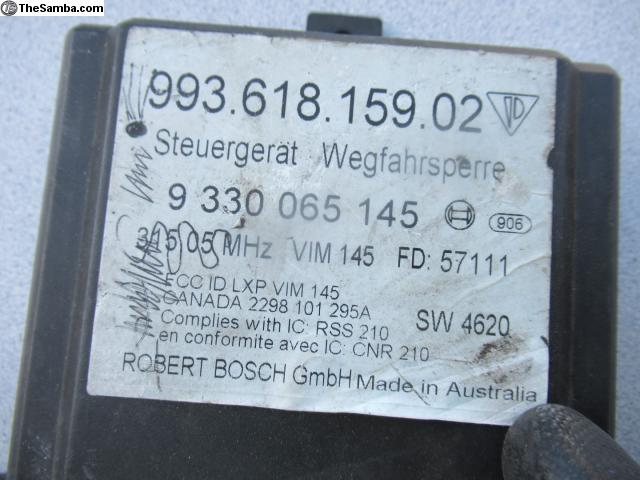 TheSamba.com
993.618.159.02
Steuergerät Wegfahrsperre
9 330 065 145 906
315 05 MHz VIM 145 FD: 57111
FCC ID LXP VIM 145
CANADA 2298 101 295A
Complies with IC: RSS 210 SW 4620
en conformite avec IC: CNR 210
ROBERT BOSCH GmbH Made in Australia